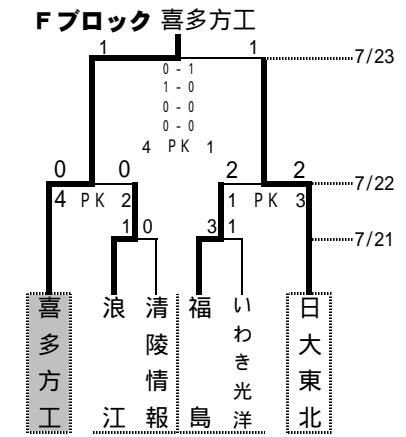 Fブロック 喜多方工
1 1 7/23
0 - 1
1 - 0
0 - 0
0 - 0
4 PK 1
0 0 2 2
7/22
4 PK 2 1 PK 3
1 0 3 1
7/21
喜多方工
浪江
清陵情報
福島
いわき光洋
日大東北